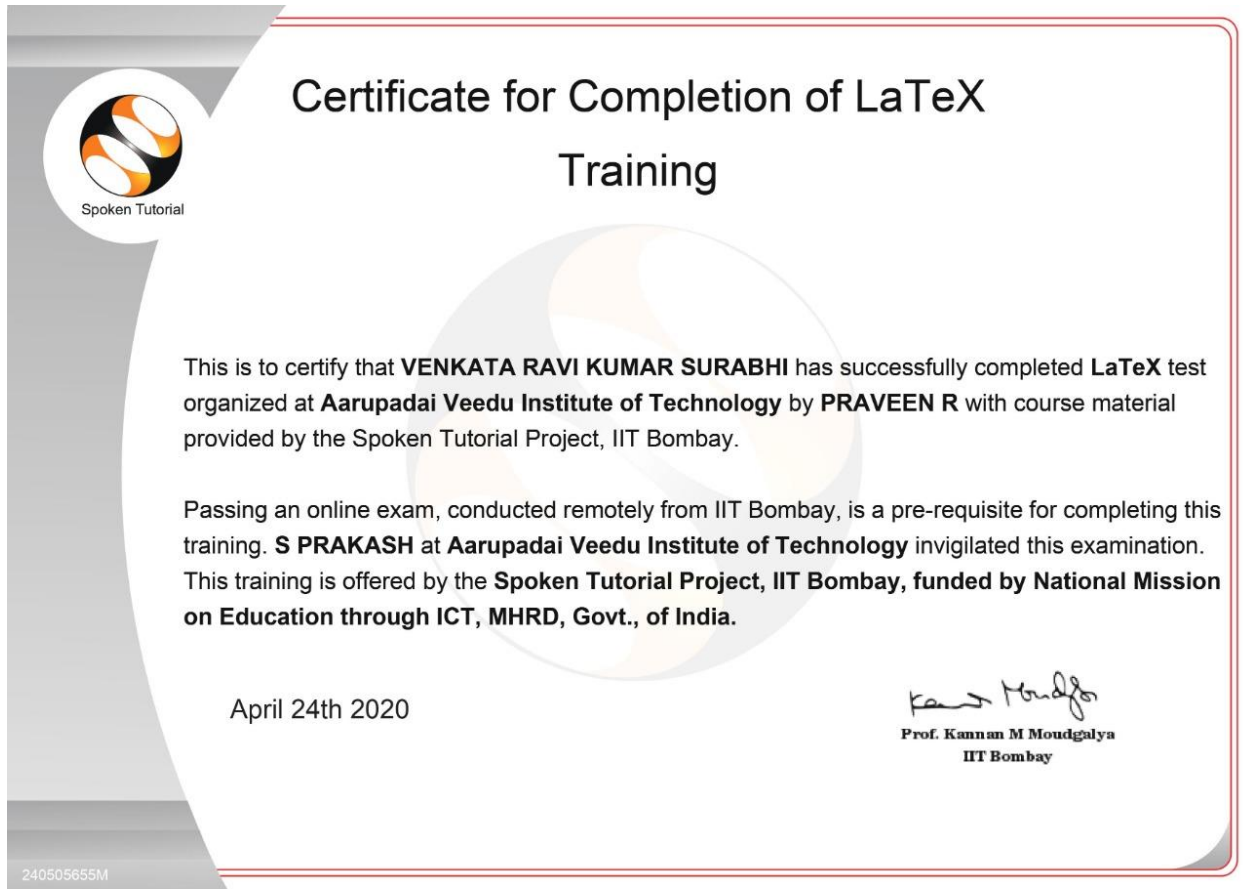 Certificate for Completion of LaTeX
Training
Spoken Tutorial
This is to certify that VENKATA RAVI KUMAR SURABHI has successfully completed LaTeX test
organized at Aarupadai Veedu Institute of Technology by PRAVEEN R with course material
provided by the Spoken Tutorial Project, IIT Bombay.
Passing an online exam, conducted remotely from IIT Bombay, is a pre-requisite for completing this
training. S PRAKASH at Aarupadai Veedu Institute of Technology invigilated this examination.
This training is offered by the Spoken Tutorial Project, IIT Bombay, funded by National Mission
on Education through ICT, MHRD, Govt., of India.
April 24th 2020
Prof. Kannan M Moudgalya
IIT Bombay
240505655M